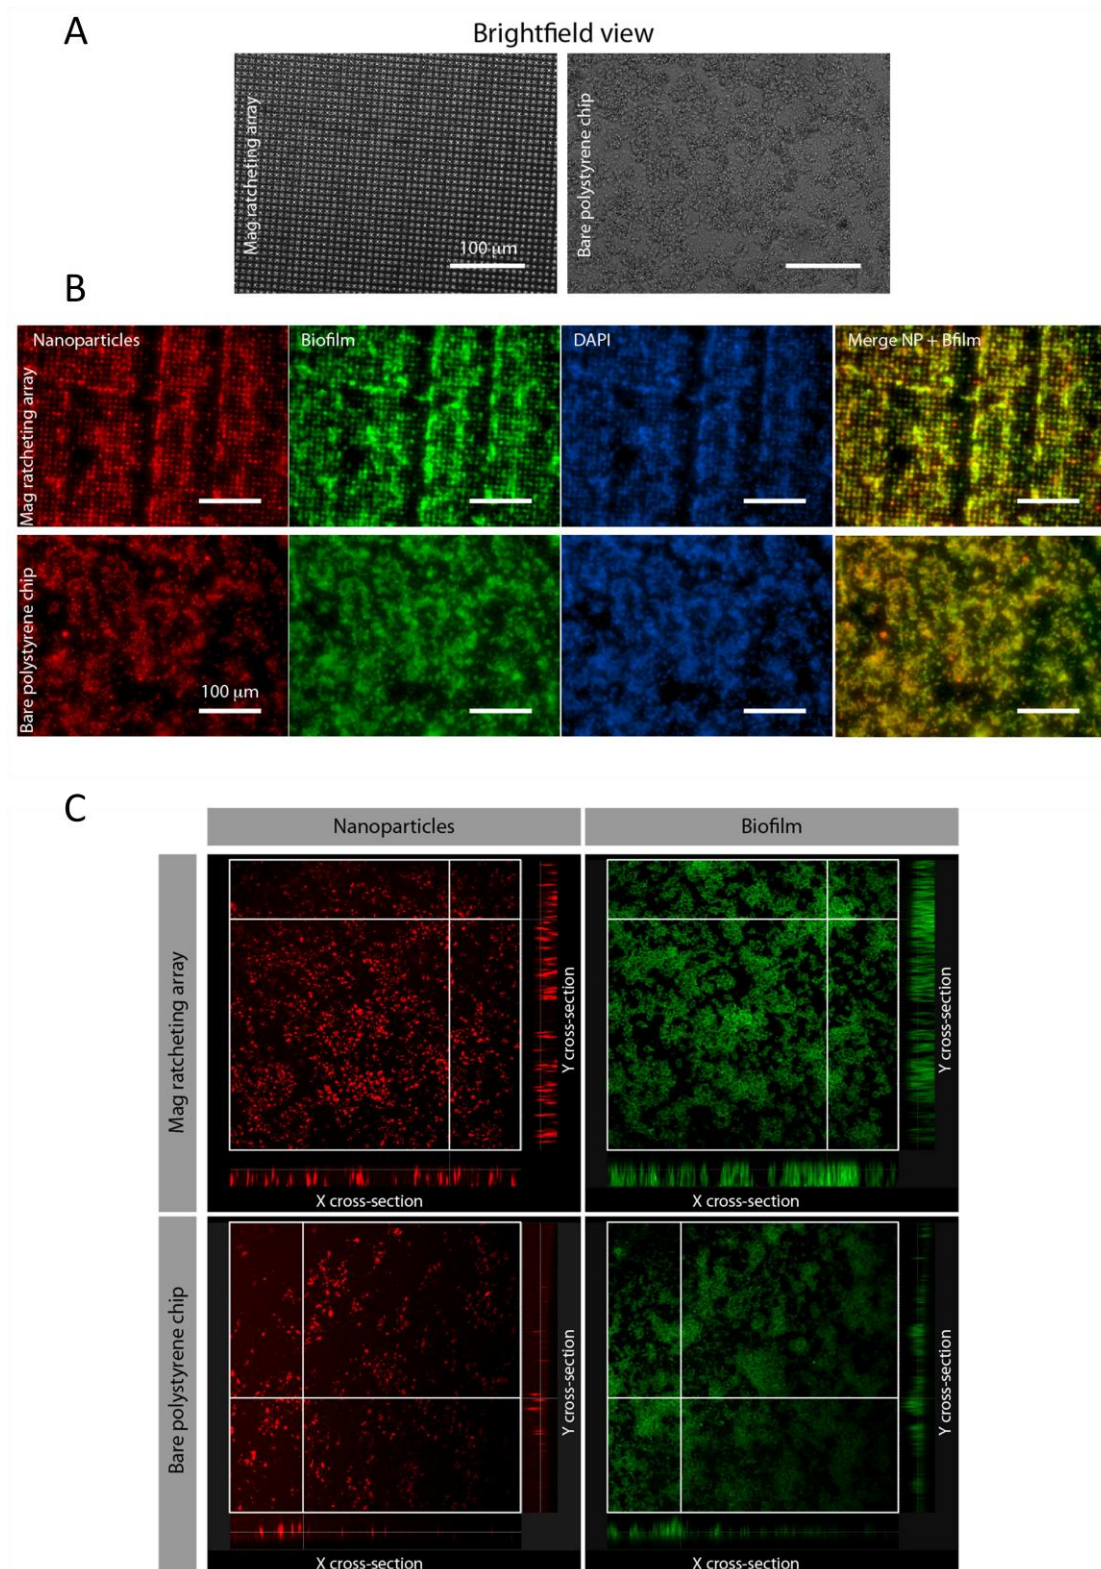 A
Brightfield view
Mag ratcheting array
100 µm
Bare polystyrene chip
B
Nanoparticles
Biofilm
DAPI
Merge NP + Bfilm
Mag ratcheting array
Bare polystyrene chip
100 µm
C
Nanoparticles
Biofilm
Mag ratcheting array
Y cross-section
Y cross-section
X cross-section
X cross-section
Bare polystyrene chip
Y cross-section
Y cross-section
X cross-section
X cross-section